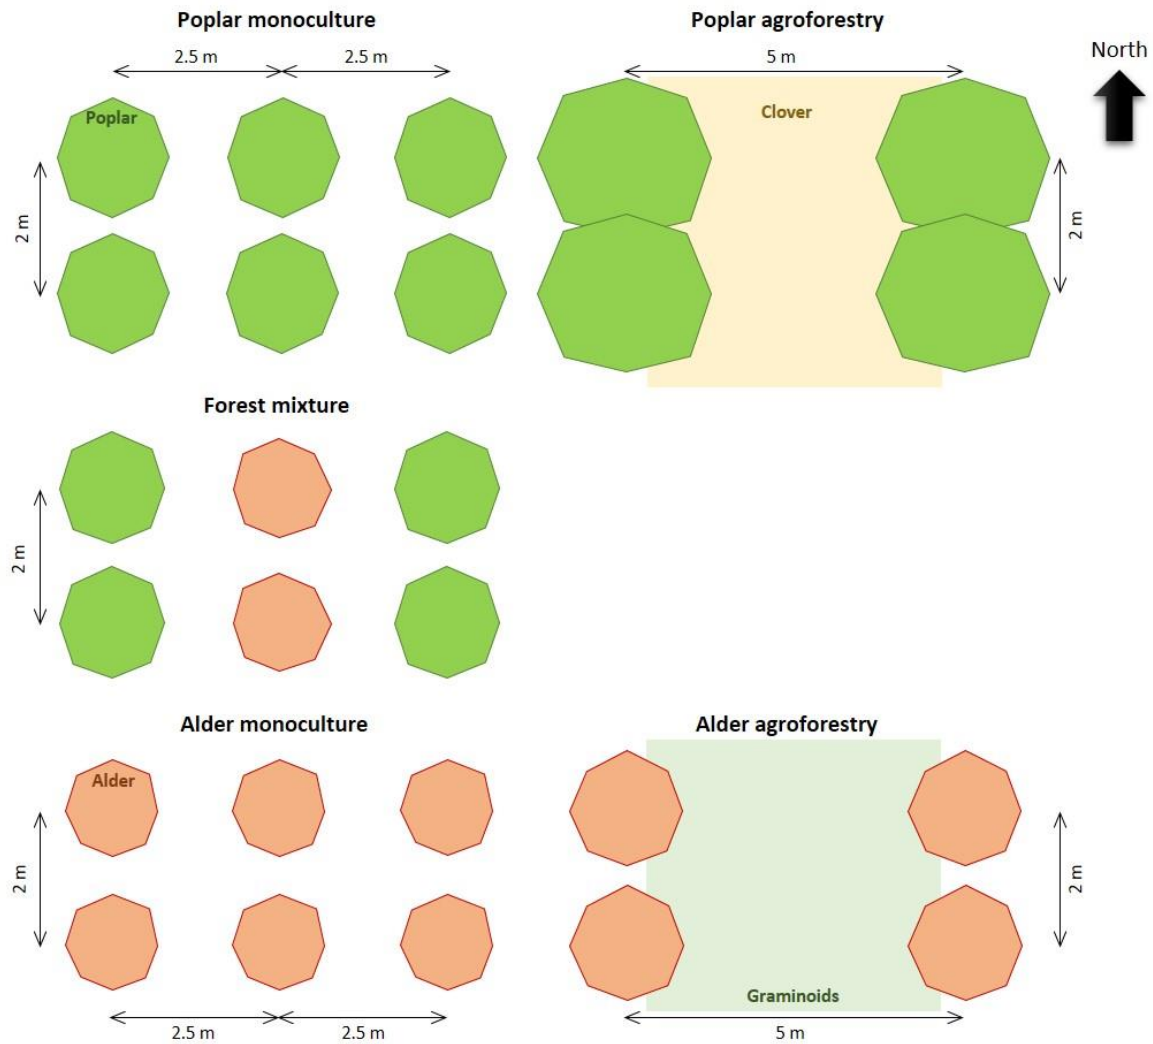 Poplar monoculture
2.5 m
2.5 m
Poplar
2 m
Poplar agroforestry
5 m
Clover
2 m
North
Forest mixture
2 m
Alder monoculture
Alder
2 m
2.5 m
2.5 m
Alder agroforestry
2 m
Graminoids
5 m